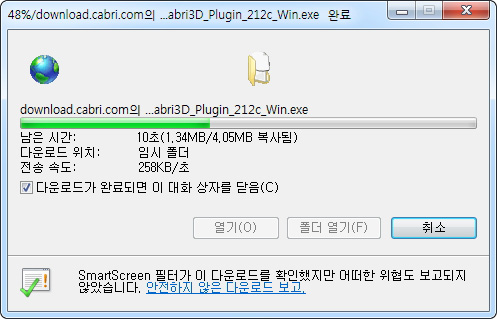 48%/download.cabri.com의 ...abri3D_Plugin_212c_Win.exe 완료
download.cabri.com의 ...abri3D_Plugin_212c_Win.exe
남은 시간: 10초(1,34MB/4,05MB 복사됨)
다운로드 위치: 임시 폴더
전송 속도: 258KB/초
다운로드가 완료되면 이 대화 상자를 닫음(C)
열기(O) 폴더 열기(F) 취소
SmartScreen 필터가 이 다운로드를 확인했지만 어떠한 위협도 보고되지
않았습니다. 안전하지 않은 다운로드 보고.